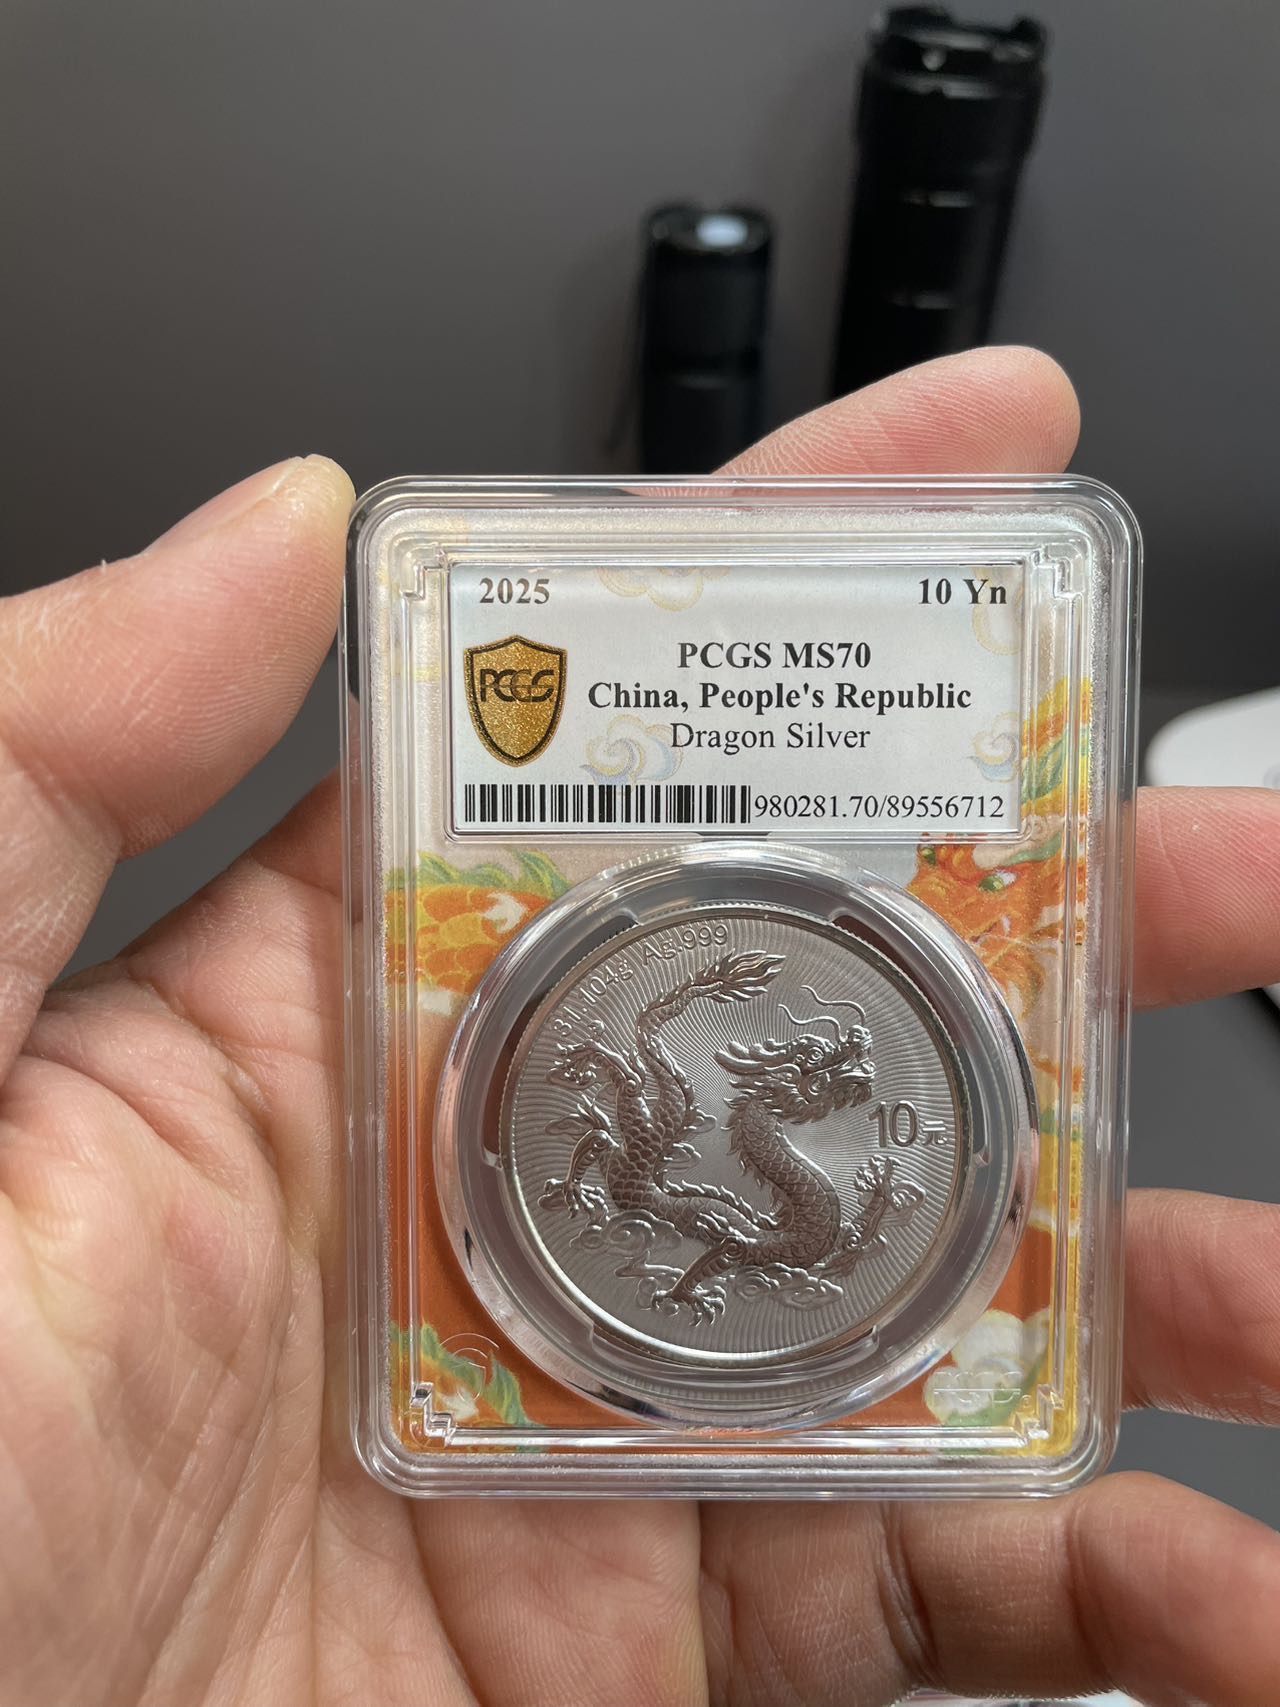 2025 10 Yn
PCGS MS70
PCGS
China, People's Republic
Dragon Silver
980281.70/89556712
31.104g Ag.999
10元
PCGS